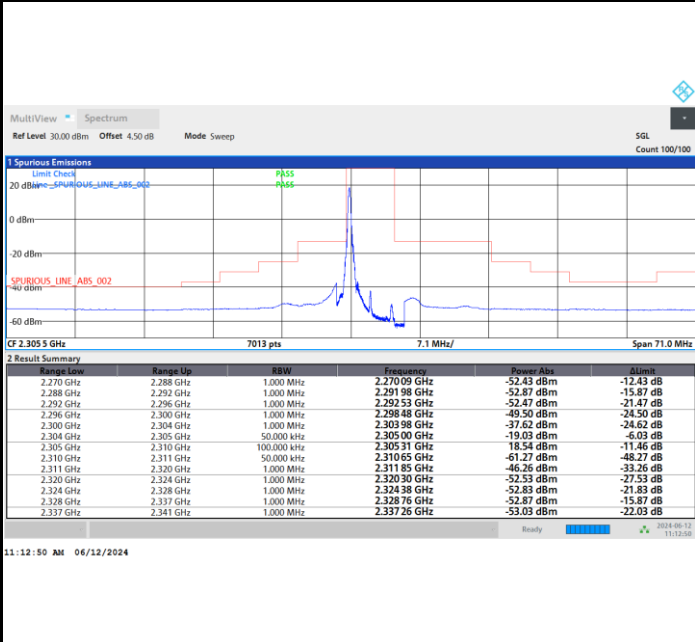 MultiView Spectrum
Ref Level 30.00 dBm Offset 4.50 dB Mode Sweep SGL
Count 100/100
1 Spurious Emissions
Limit Check PASS
20 dBm Line _SPURIOUS_LINE_ABS_002 PASS
0 dBm
-20 dBm
_SPURIOUS_LINE_ABS_002
-40 dBm
-60 dBm
CF 2.305 5 GHz 7013 pts 7.1 MHz/ Span 71.0 MHz
2 Result Summary
Range Low Range Up RBW Frequency Power Abs ΔLimit
2.270 GHz 2.288 GHz 1.000 MHz 2.270 09 GHz -52.43 dBm -12.43 dB
2.288 GHz 2.292 GHz 1.000 MHz 2.291 98 GHz -52.87 dBm -15.87 dB
2.292 GHz 2.296 GHz 1.000 MHz 2.292 53 GHz -52.47 dBm -21.47 dB
2.296 GHz 2.300 GHz 1.000 MHz 2.298 48 GHz -49.50 dBm -24.50 dB
2.300 GHz 2.304 GHz 1.000 MHz 2.303 98 GHz -37.62 dBm -24.62 dB
2.304 GHz 2.305 GHz 50.000 kHz 2.305 00 GHz -19.03 dBm -6.03 dB
2.305 GHz 2.310 GHz 100.000 kHz 2.305 31 GHz 18.54 dBm -11.46 dB
2.310 GHz 2.311 GHz 50.000 kHz 2.310 65 GHz -61.27 dBm -48.27 dB
2.311 GHz 2.320 GHz 1.000 MHz 2.311 85 GHz -46.26 dBm -33.26 dB
2.320 GHz 2.324 GHz 1.000 MHz 2.320 30 GHz -52.53 dBm -27.53 dB
2.324 GHz 2.328 GHz 1.000 MHz 2.324 38 GHz -52.83 dBm -21.83 dB
2.328 GHz 2.337 GHz 1.000 MHz 2.328 76 GHz -52.87 dBm -15.87 dB
2.337 GHz 2.341 GHz 1.000 MHz 2.337 26 GHz -53.03 dBm -22.03 dB
Ready 2024-06-12
11:12:50
11:12:50 AM 06/12/2024